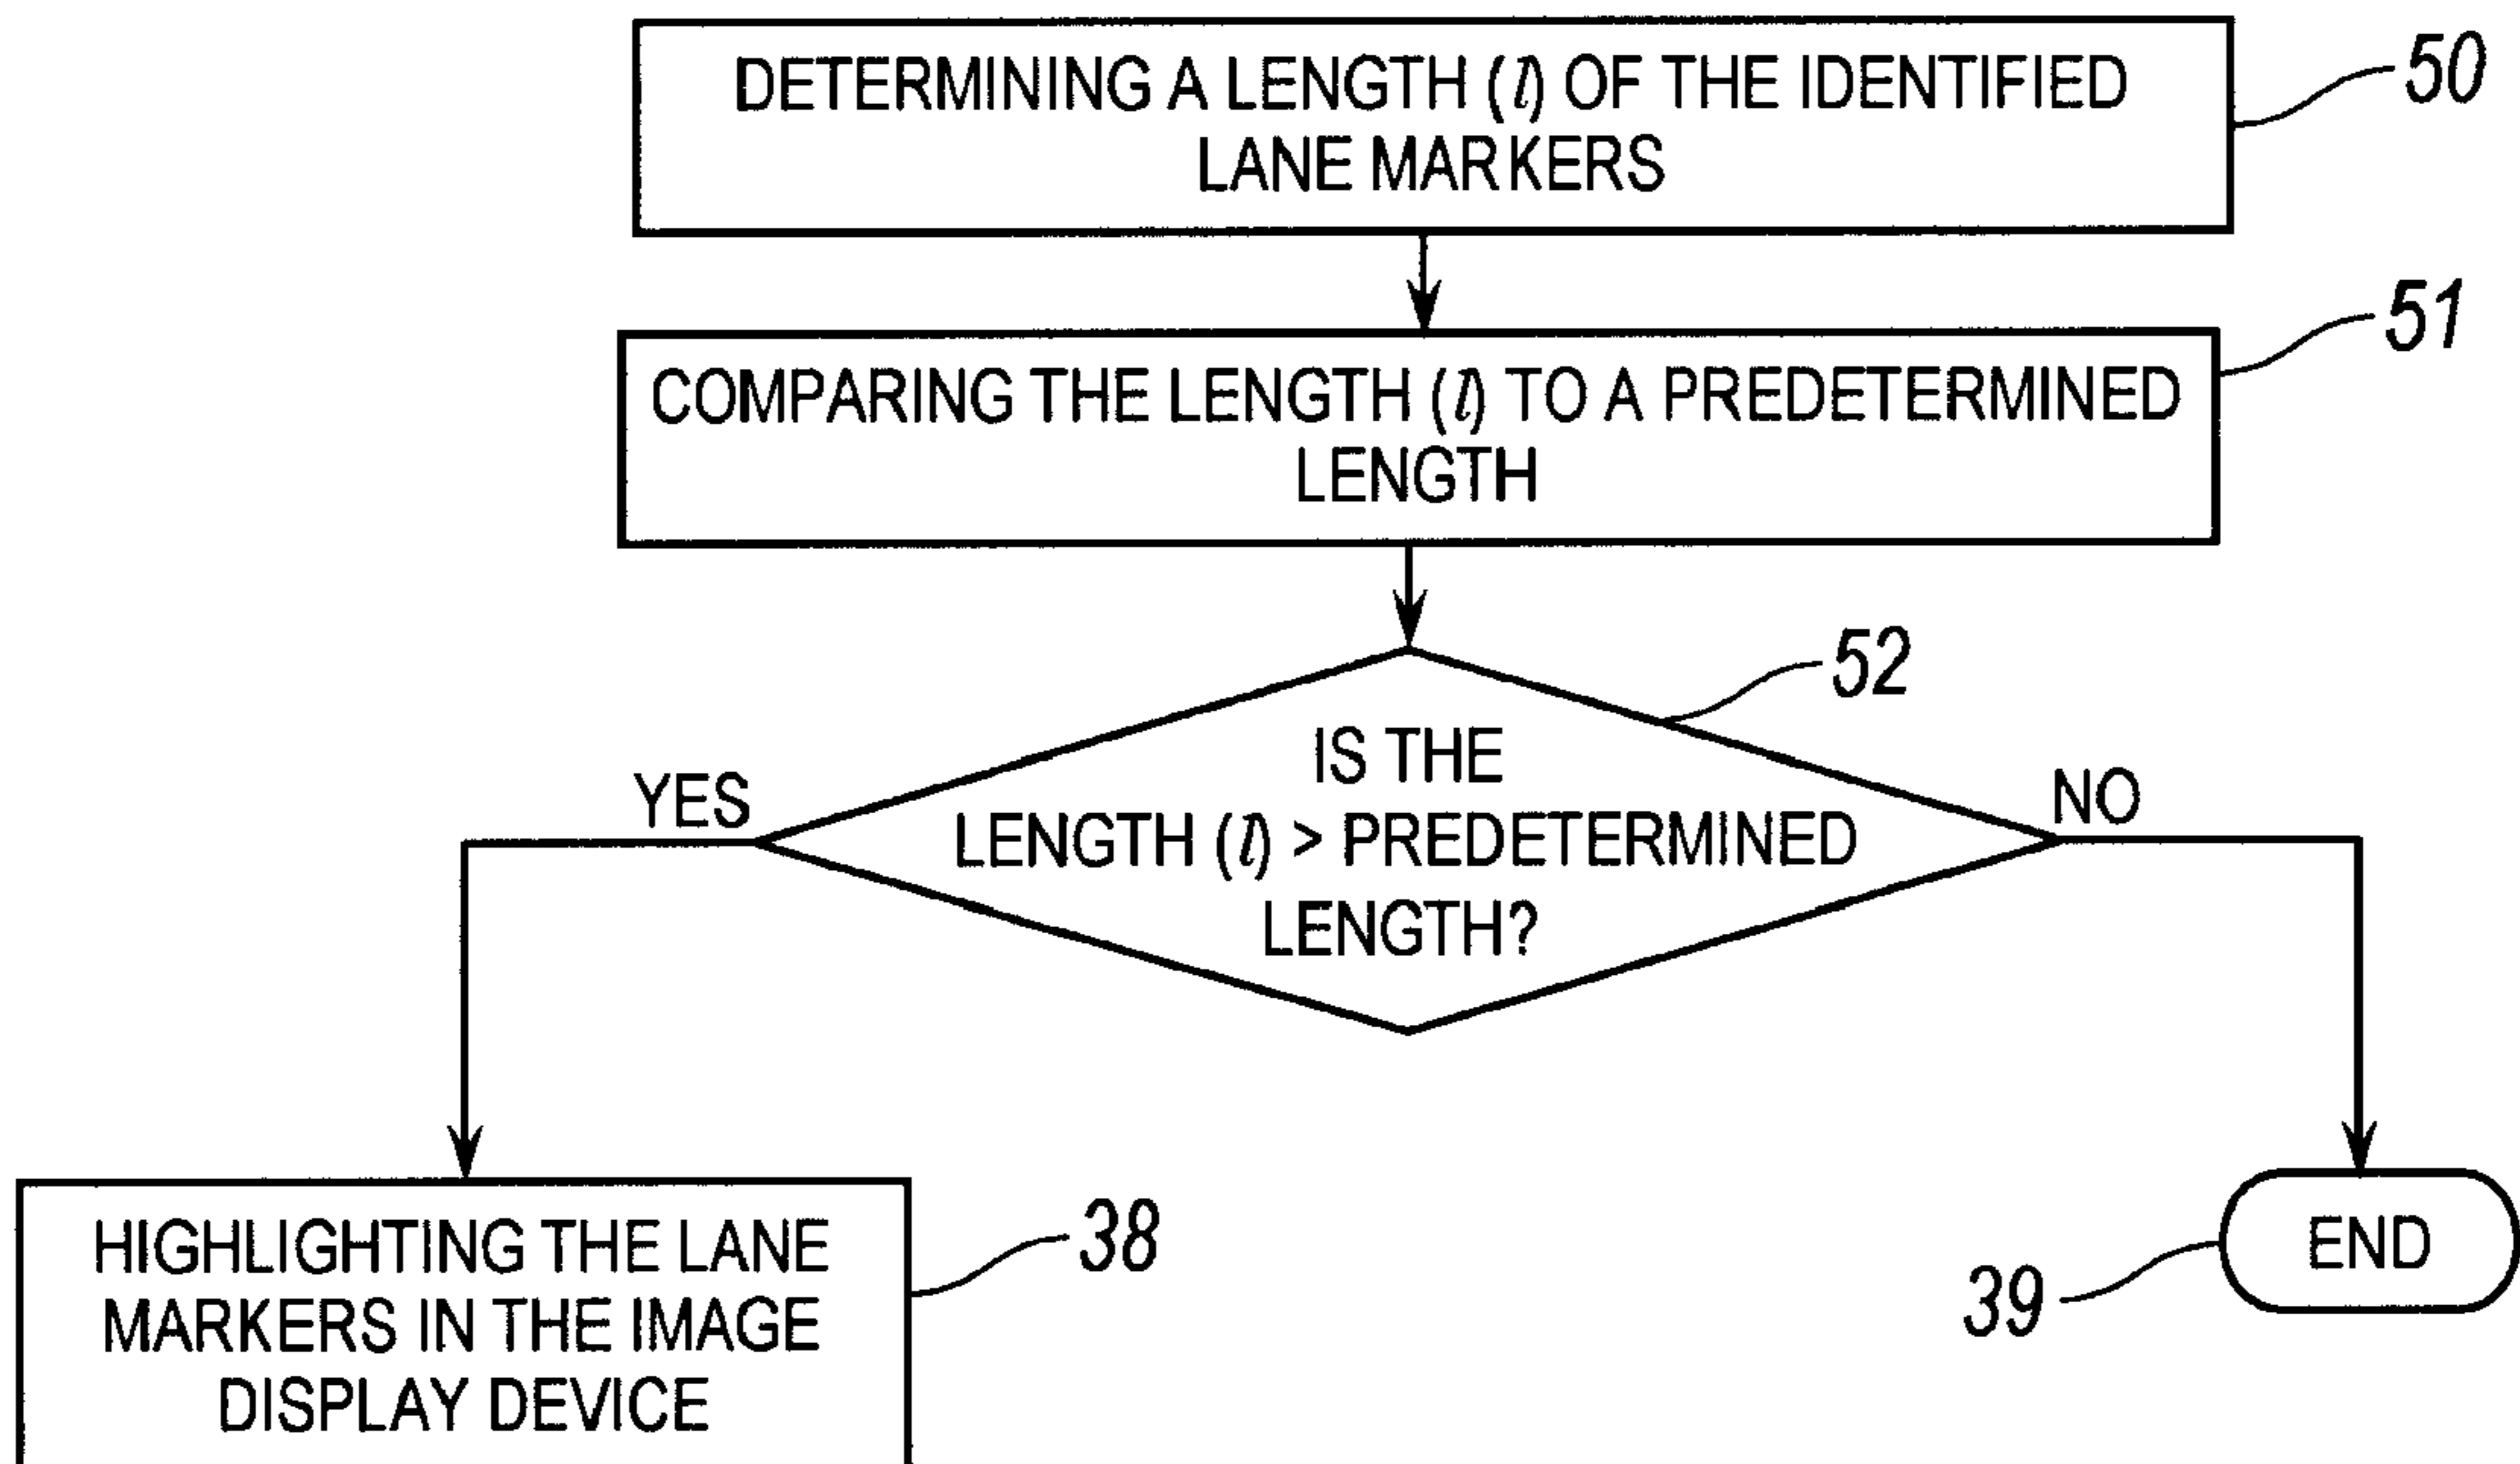 DETERMINING A LENGTH (l) OF THE IDENTIFIED
LANE MARKERS
50
COMPARING THE LENGTH (l) TO A PREDETERMINED
LENGTH
51
IS THE
LENGTH (l) > PREDETERMINED
LENGTH?
52
YES
NO
HIGHLIGHTING THE LANE
MARKERS IN THE IMAGE
DISPLAY DEVICE
38
END
39